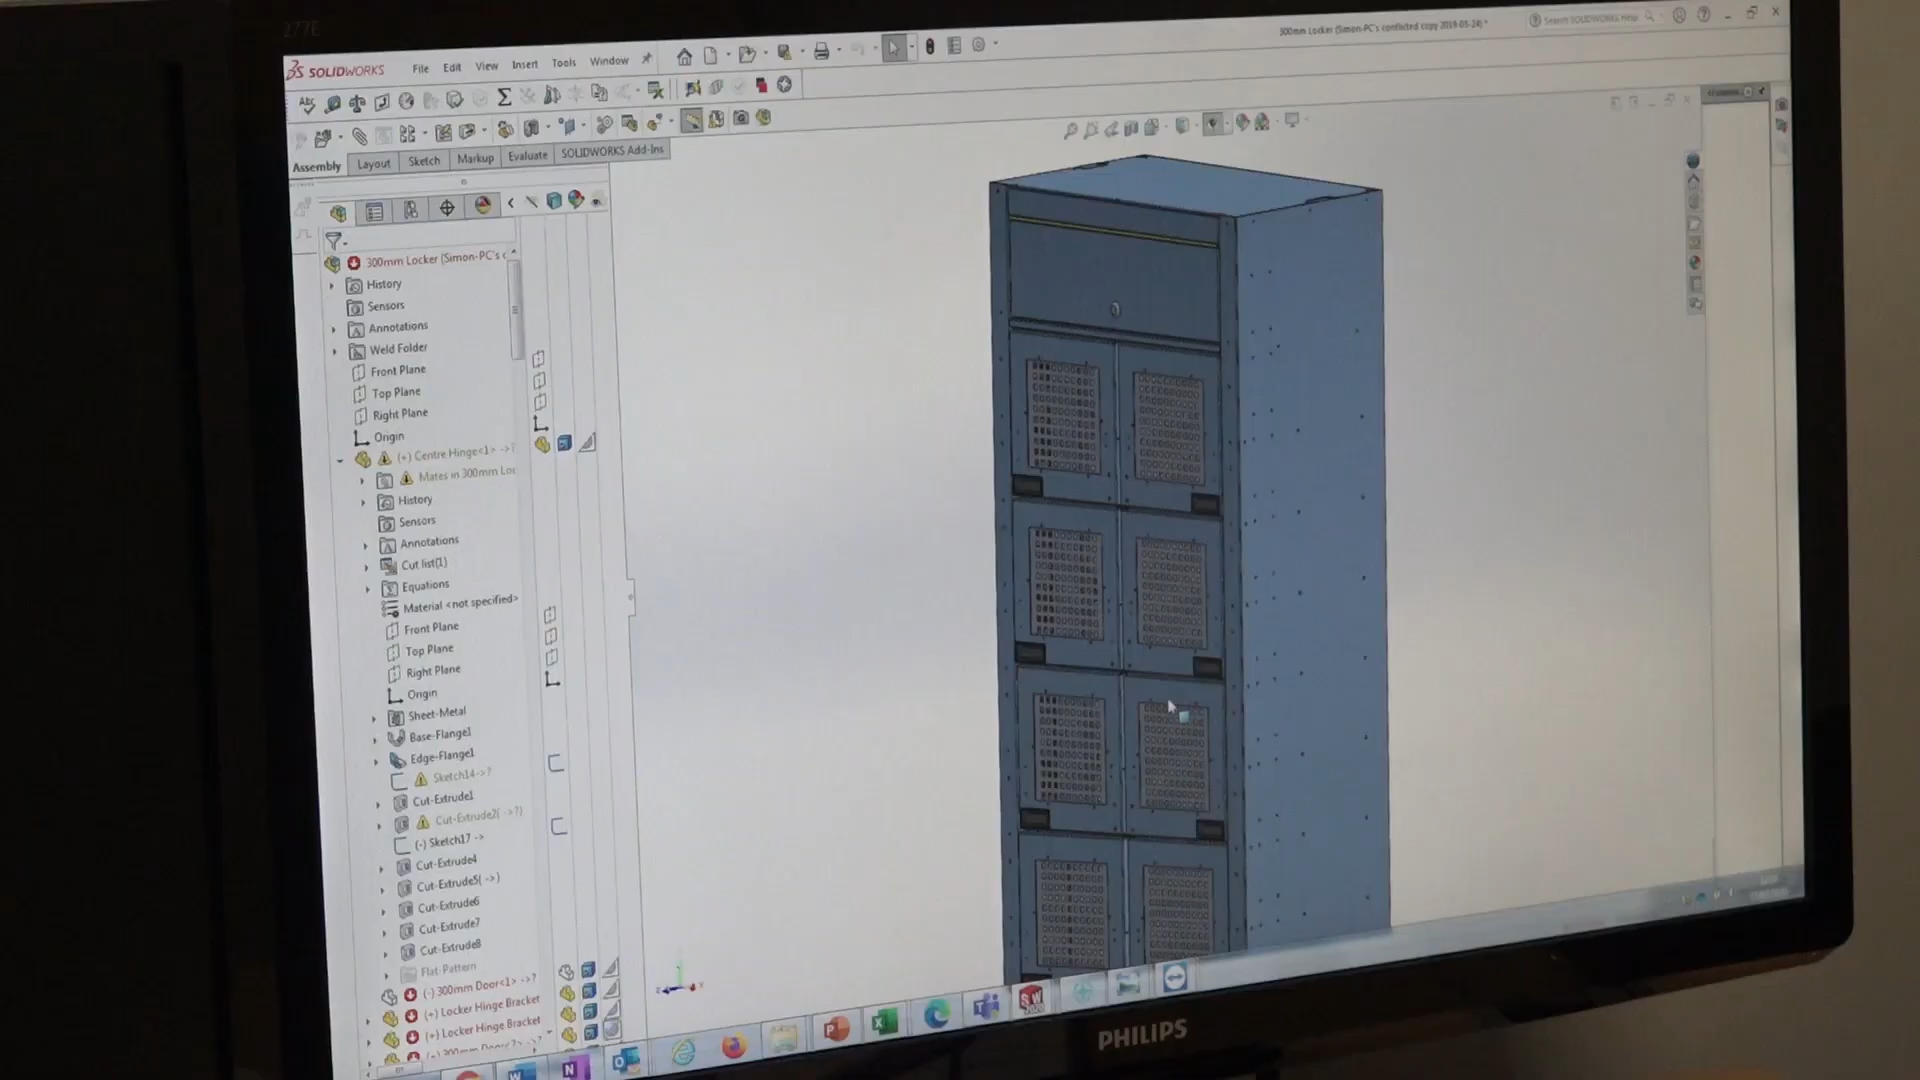 277E
SOLIDWORKS File Edit View Insert Tools Window
300mm Locker (Simon-PC's conflicted copy 2019-05-24) *
Search SOLIDWORKS Help
Assembly Layout Sketch Markup Evaluate SOLIDWORKS Add-Ins
300mm Locker (Simon-PC's c
History
Sensors
Annotations
Weld Folder
Front Plane
Top Plane
Right Plane
Origin
(+) Centre Hinge<1> ->?
Mates in 300mm Loc
History
Sensors
Annotations
Cut list(1)
Equations
Material <not specified>
Front Plane
Top Plane
Right Plane
Origin
Sheet-Metal
Base-Flange1
Edge-Flange1
Sketch14->?
Cut-Extrude1
Cut-Extrude2( ->?)
(-) Sketch17 ->
Cut-Extrude4
Cut-Extrude5( ->)
Cut-Extrude6
Cut-Extrude7
Cut-Extrude8
Flat-Pattern
(-) 300mm Door<1> ->?
(+) Locker Hinge Bracket
(+) Locker Hinge Bracket
(+) 300mm Door<2> ->?
SW 2020
PHILIPS